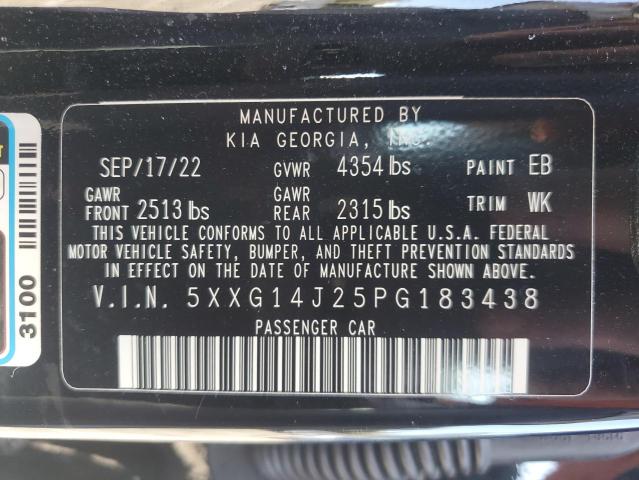 MANUFACTURED BY
KIA GEORGIA, INC.
SEP/17/22 GVWR 4354 lbs PAINT EB
GAWR FRONT 2513 lbs GAWR REAR 2315 lbs TRIM WK
THIS VEHICLE CONFORMS TO ALL APPLICABLE U.S.A. FEDERAL
MOTOR VEHICLE SAFETY, BUMPER, AND THEFT PREVENTION STANDARDS
IN EFFECT ON THE DATE OF MANUFACTURE SHOWN ABOVE.
V.I.N. 5XXG14J25PG183438
PASSENGER CAR
3100